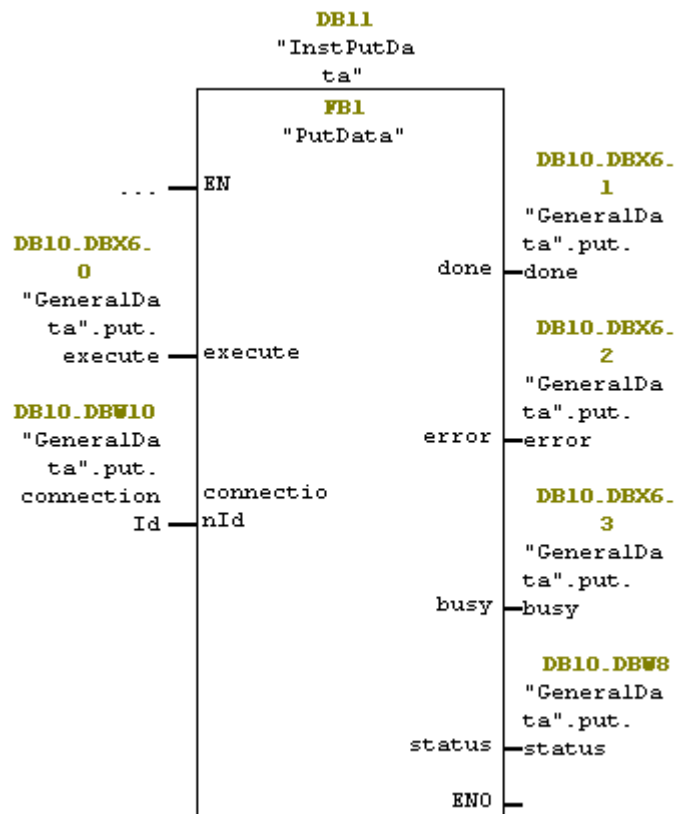 DB11
"InstPutDa
ta"
FB1
"PutData"
... EN
DB10.DBX6.
0
"GeneralDa
ta".put.
execute execute
DB10.DBW10
"GeneralDa
ta".put.
connection connectio
Id nId
DB10.DBX6.
1
"GeneralDa
ta".put.
done done
DB10.DBX6.
2
"GeneralDa
ta".put.
error error
DB10.DBX6.
3
"GeneralDa
ta".put.
busy busy
DB10.DBW8
"GeneralDa
ta".put.
status status
ENO